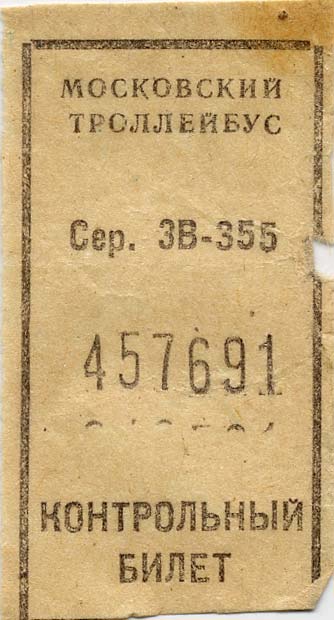 МОСКОВСКИЙ
ТРОЛЛЕЙБУС
Сер. ЗВ-355
457691
КОНТРОЛЬНЫЙ
БИЛЕТ